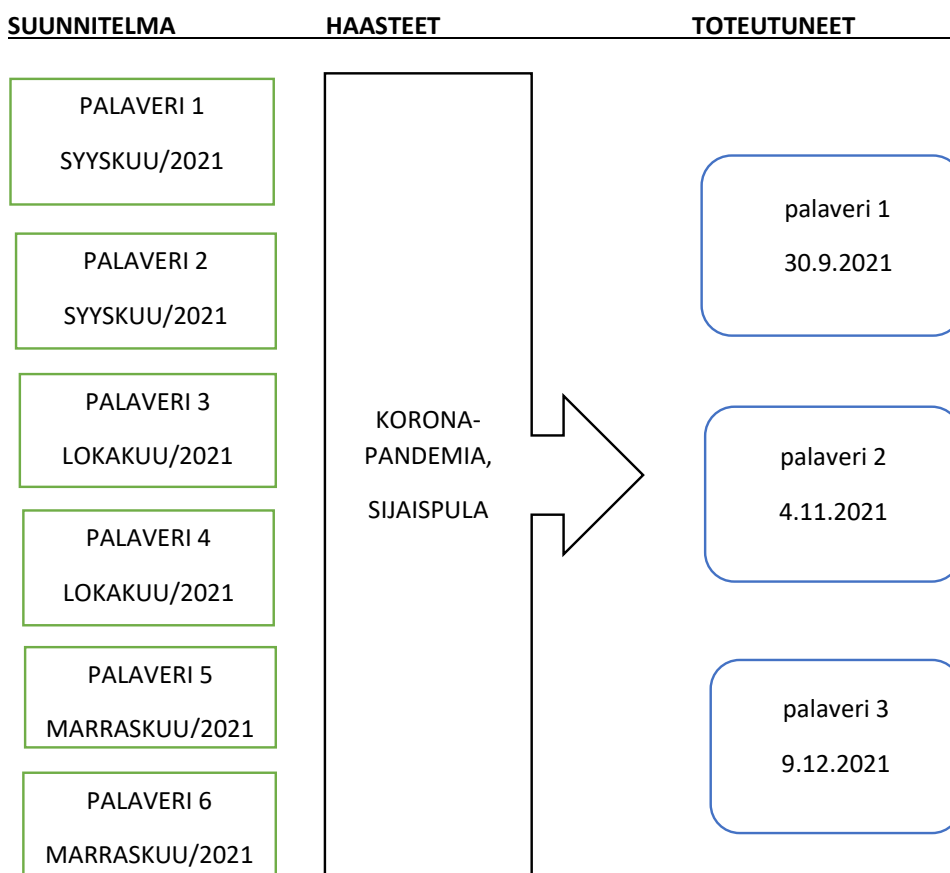 SUUNNITELMA
HAASTEET
TOTEUTUNEET
PALAVERI 1
SYYSKUU/2021
PALAVERI 2
SYYSKUU/2021
PALAVERI 3
LOKAKUU/2021
PALAVERI 4
LOKAKUU/2021
PALAVERI 5
MARRASKUU/2021
PALAVERI 6
MARRASKUU/2021
KORONA-
PANDEMIA,
SIJAISPULA
palaveri 1
30.9.2021
palaveri 2
4.11.2021
palaveri 3
9.12.2021